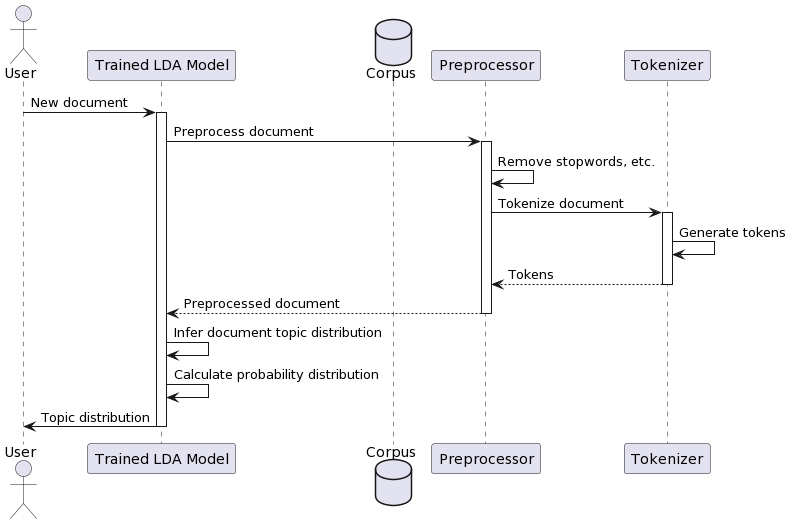 User
Trained LDA Model
Corpus
Preprocessor
Tokenizer
New document
Preprocess document
Remove stopwords, etc.
Tokenize document
Generate tokens
Tokens
Preprocessed document
Infer document topic distribution
Calculate probability distribution
Topic distribution
User
Trained LDA Model
Corpus
Preprocessor
Tokenizer